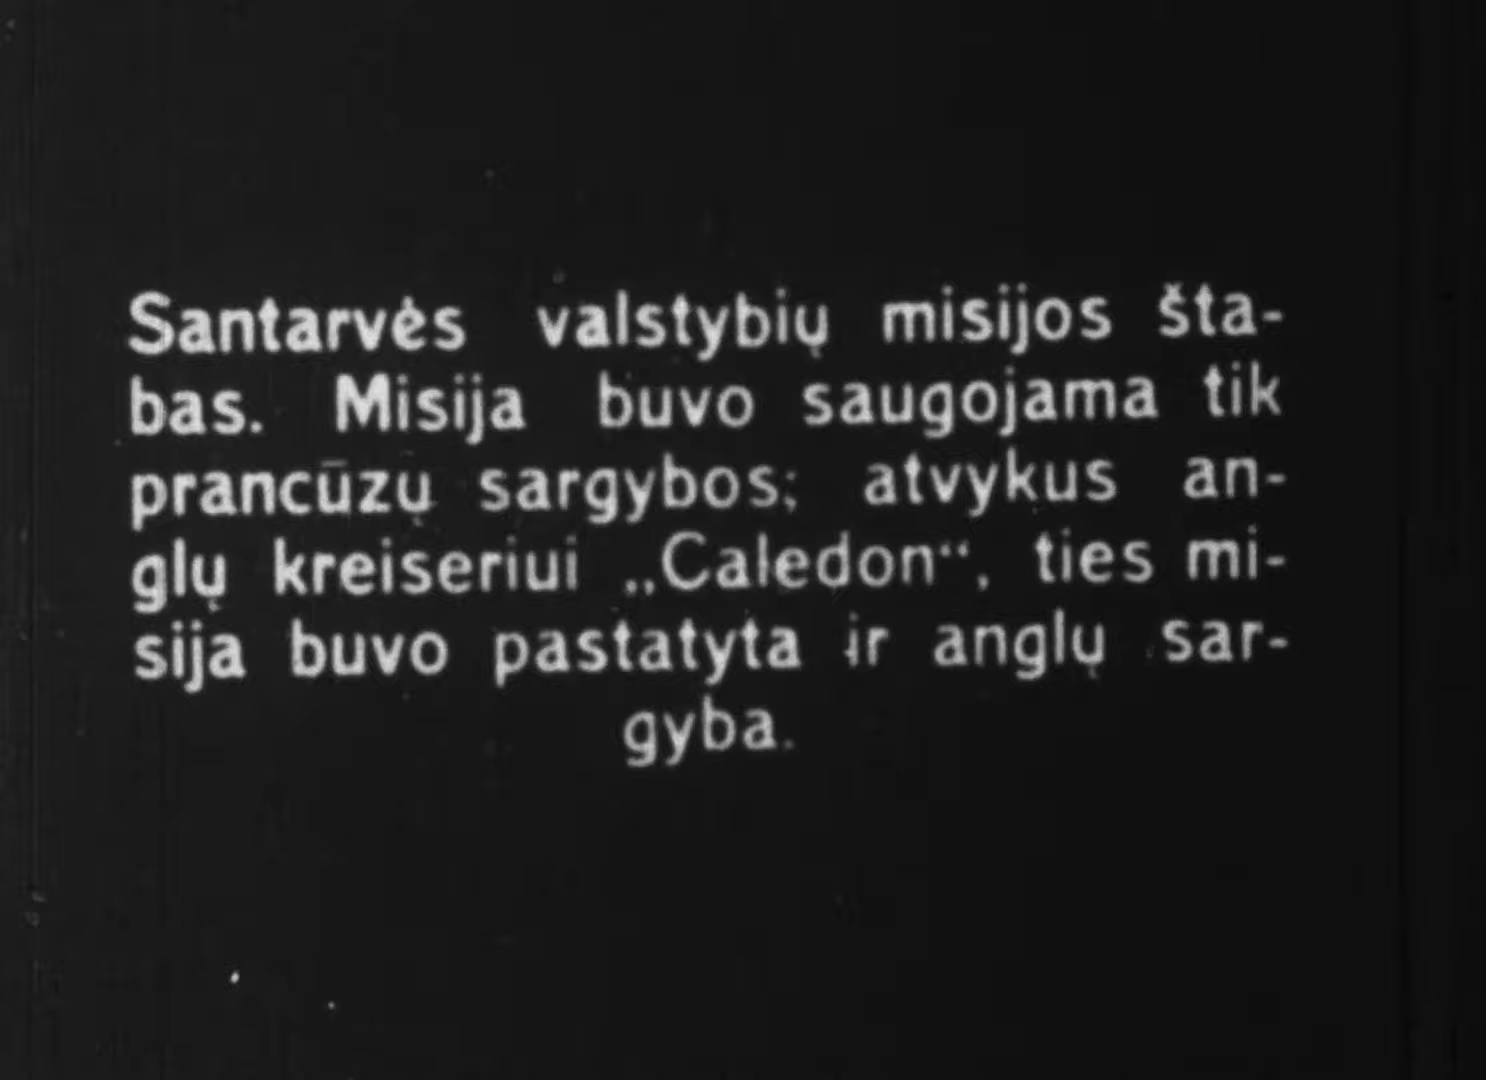 Santarvės valstybių misijos šta-
bas. Misija buvo saugojama tik
prancūzų sargybos; atvykus an-
glų kreiseriui „Caledon“, ties mi-
sija buvo pastatyta ir anglų sar-
gyba.